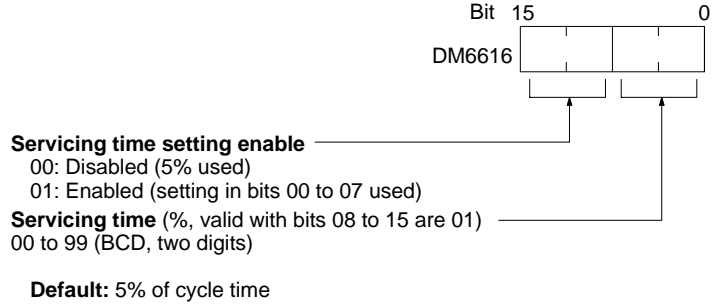 Bit 15 0
DM6616
Servicing time setting enable
00: Disabled (5% used)
01: Enabled (setting in bits 00 to 07 used)
Servicing time (%, valid with bits 08 to 15 are 01)
00 to 99 (BCD, two digits)
Default: 5% of cycle time